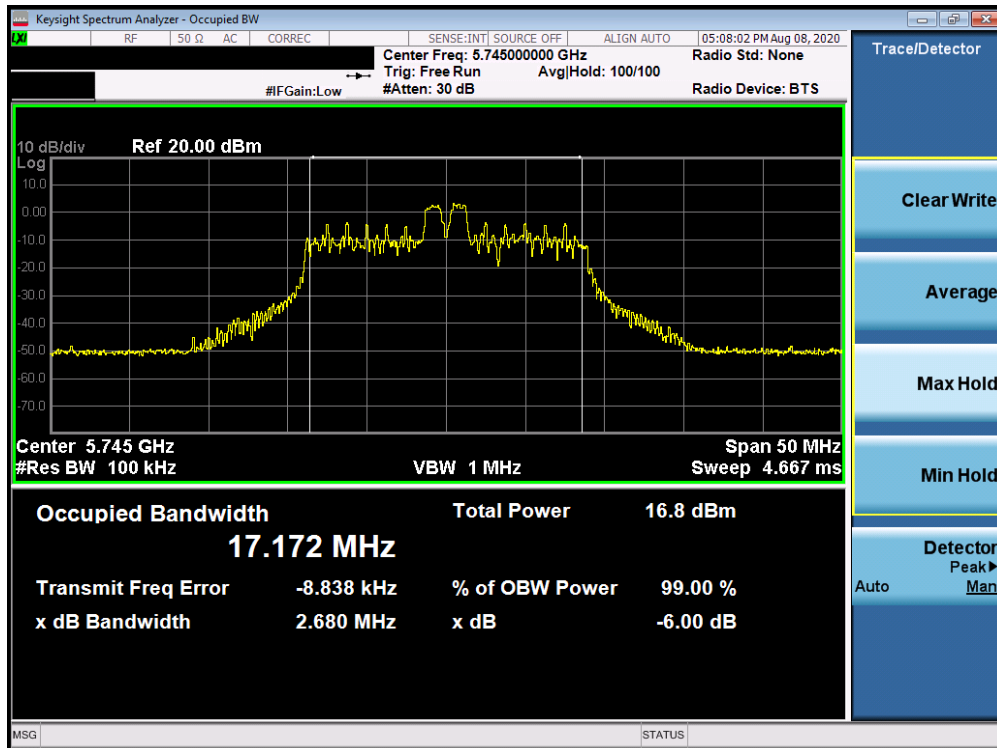 Keysight Spectrum Analyzer - Occupied BW
LXI RF 50 Ω AC CORREC SENSE:INT SOURCE OFF ALIGN AUTO 05:08:02 PM Aug 08, 2020
Center Freq: 5.745000000 GHz Radio Std: None
Trig: Free Run Avg|Hold: 100/100
#IFGain:Low #Atten: 30 dB Radio Device: BTS
Trace/Detector
10 dB/div Ref 20.00 dBm
Log
10.0
0.00
-10.0
-20.0
-30.0
-40.0
-50.0
-60.0
-70.0
Center 5.745 GHz Span 50 MHz
#Res BW 100 kHz VBW 1 MHz Sweep 4.667 ms
Occupied Bandwidth Total Power 16.8 dBm
17.172 MHz
Transmit Freq Error -8.838 kHz % of OBW Power 99.00 %
x dB Bandwidth 2.680 MHz x dB -6.00 dB
Clear Write
Average
Max Hold
Min Hold
Detector
Peak▶
Auto Man
MSG STATUS